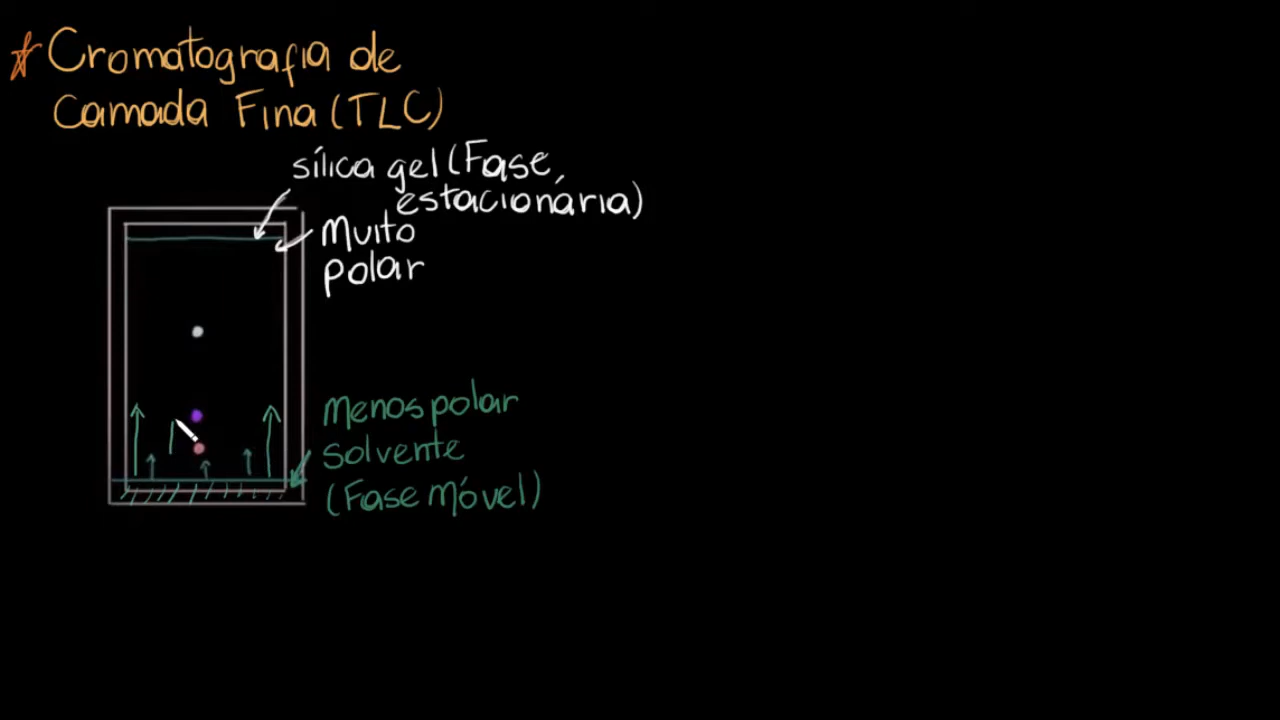 * Cromatografia de
Camada Fina (TLC)
sílica gel (Fase
estacionária)
Muito
polar
Menos polar
solvente
(Fase móvel)